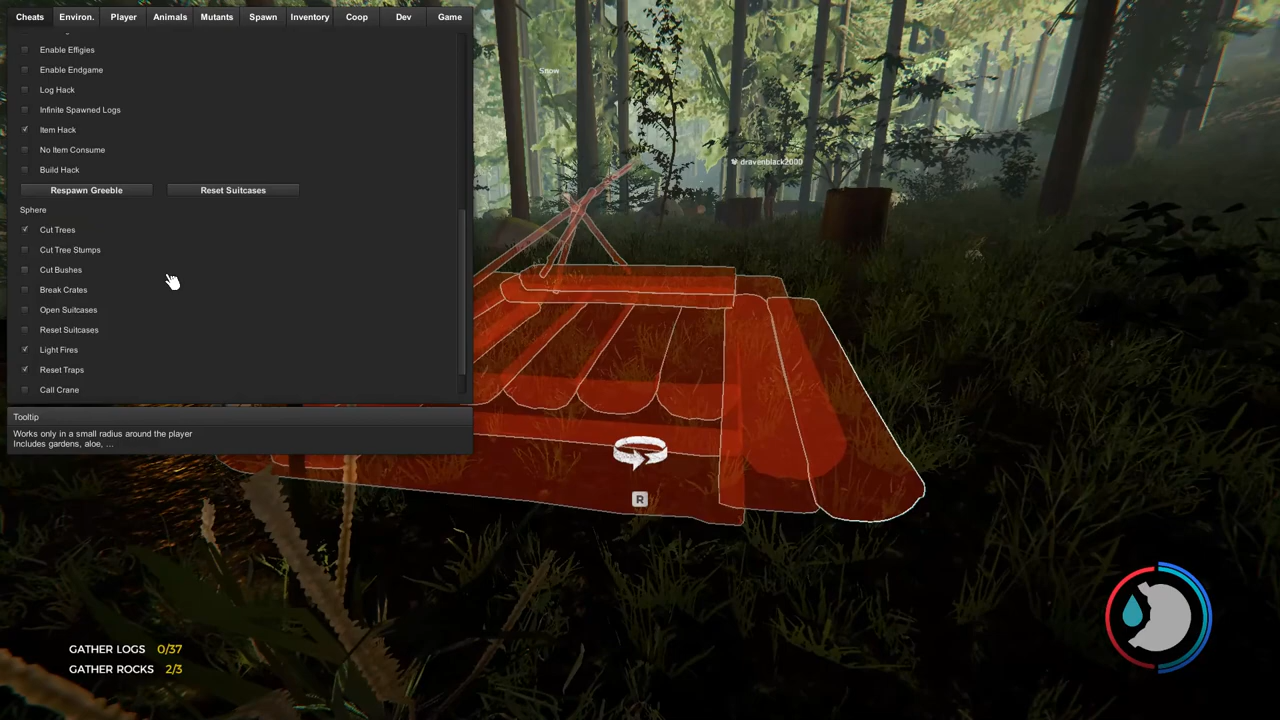 Cheats Environ. Player Animals Mutants Spawn Inventory Coop Dev Game
Enable Effigies
Enable Endgame
Log Hack
Infinite Spawned Logs
Item Hack
No Item Consume
Build Hack
Respawn Greeble Reset Suitcases
Sphere
Cut Trees
Cut Tree Stumps
Cut Bushes
Break Crates
Open Suitcases
Reset Suitcases
Light Fires
Reset Traps
Call Crane
Tooltip
Works only in a small radius around the player
Includes gardens, aloe, ...
Snow
dravenblack2000
R
GATHER LOGS 0/37
GATHER ROCKS 2/3